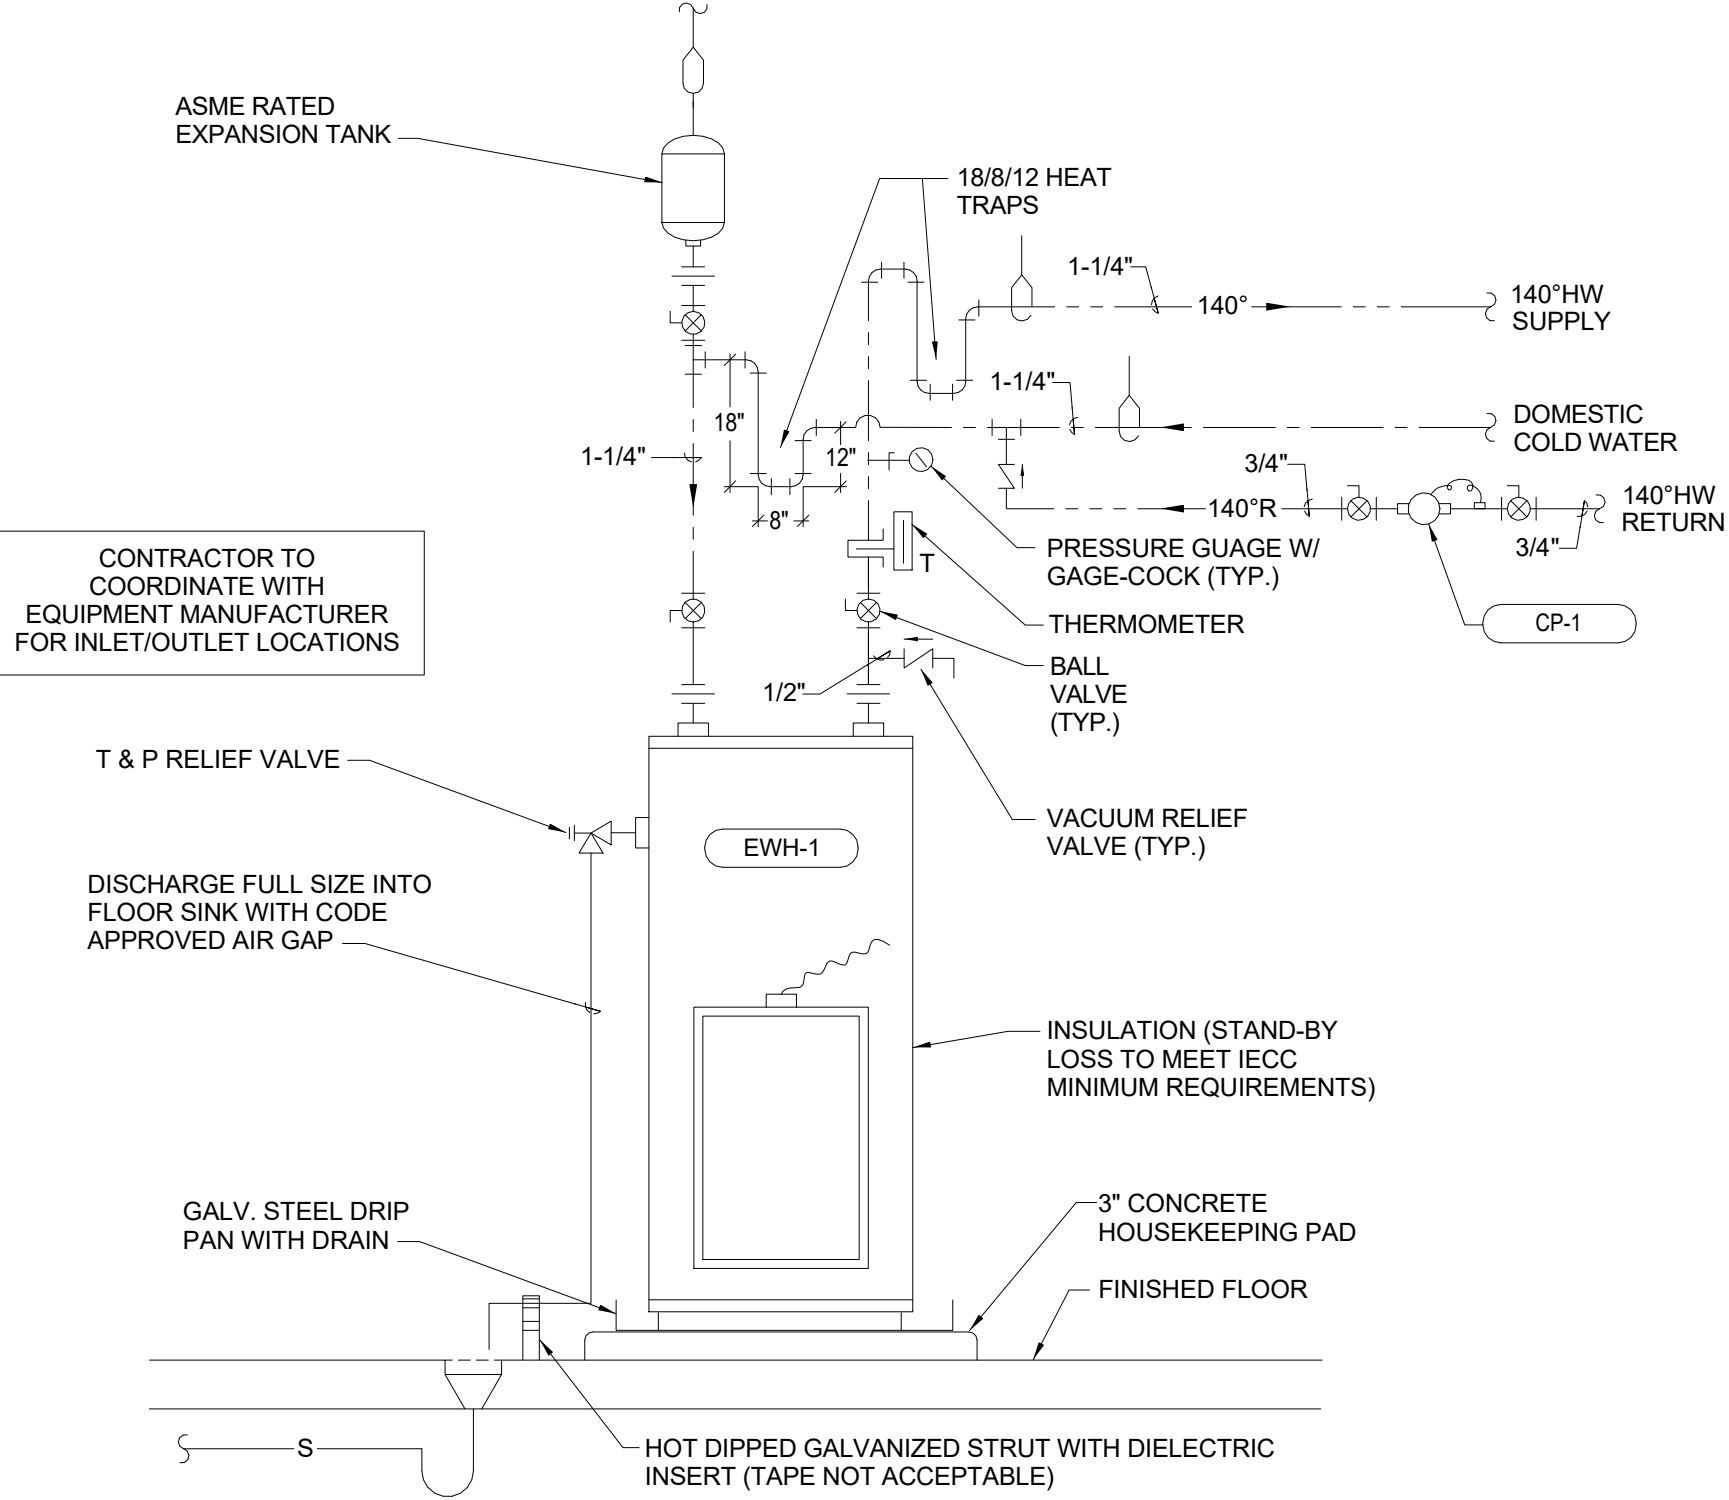 ASME RATED
EXPANSION TANK
18/8/12 HEAT
TRAPS
1-1/4"
140°
140°HW
SUPPLY
1-1/4"
DOMESTIC
COLD WATER
18"
12"
8"
1-1/4"
3/4"
140°R
140°HW
RETURN
3/4"
CP-1
PRESSURE GUAGE W/
GAGE-COCK (TYP.)
T
THERMOMETER
CONTRACTOR TO
COORDINATE WITH
EQUIPMENT MANUFACTURER
FOR INLET/OUTLET LOCATIONS
BALL
VALVE
(TYP.)
1/2"
T & P RELIEF VALVE
VACUUM RELIEF
VALVE (TYP.)
EWH-1
DISCHARGE FULL SIZE INTO
FLOOR SINK WITH CODE
APPROVED AIR GAP
INSULATION (STAND-BY
LOSS TO MEET IECC
MINIMUM REQUIREMENTS)
GALV. STEEL DRIP
PAN WITH DRAIN
3" CONCRETE
HOUSEKEEPING PAD
FINISHED FLOOR
S
HOT DIPPED GALVANIZED STRUT WITH DIELECTRIC
INSERT (TAPE NOT ACCEPTABLE)